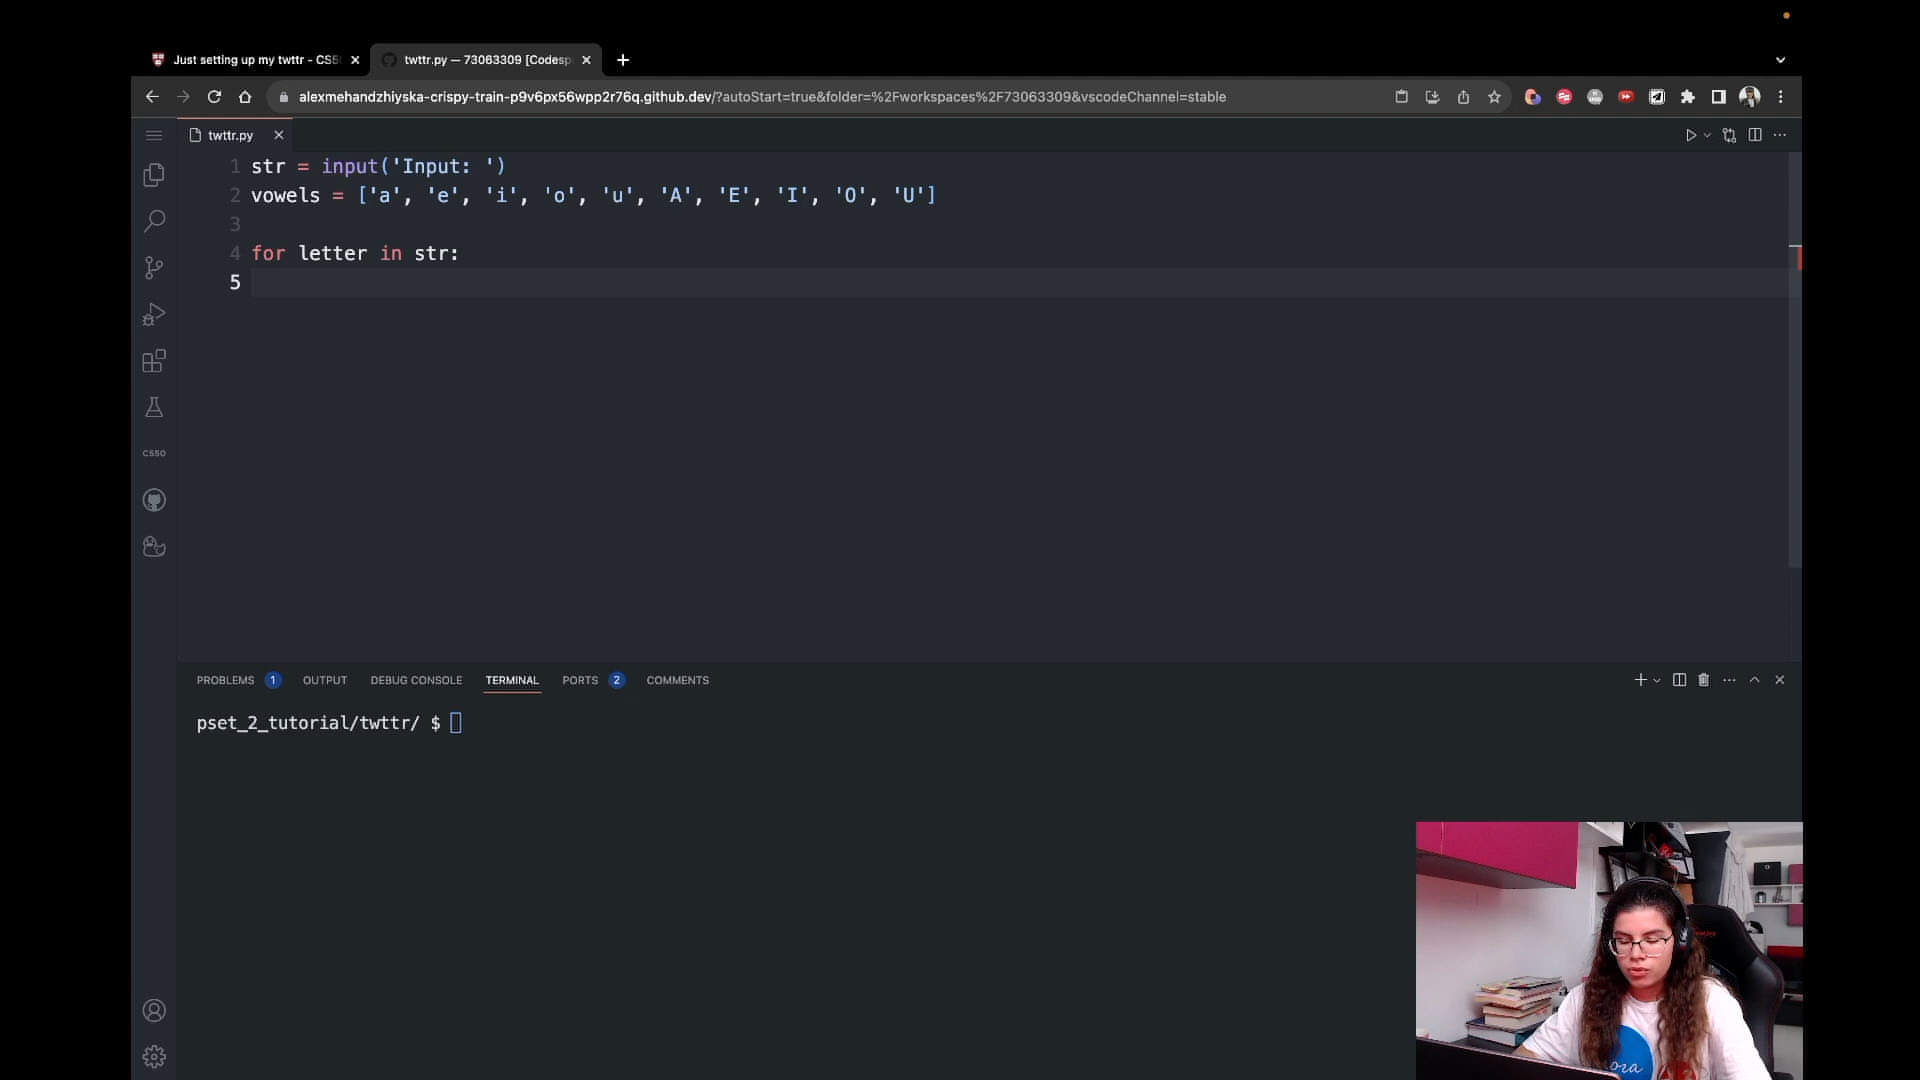 Just setting up my twttr - CS5
twttr.py — 73063309 [Codesp
alexmehandzhiyska-crispy-train-p9v6px56wpp2r76q.github.dev/?autoStart=true&folder=%2Fworkspaces%2F73063309&vscodeChannel=stable
twttr.py
1 str = input('Input: ')
2 vowels = ['a', 'e', 'i', 'o', 'u', 'A', 'E', 'I', 'O', 'U']
3
4 for letter in str:
5
CS50
PROBLEMS 1 OUTPUT DEBUG CONSOLE TERMINAL PORTS 2 COMMENTS
pset_2_tutorial/twttr/ $